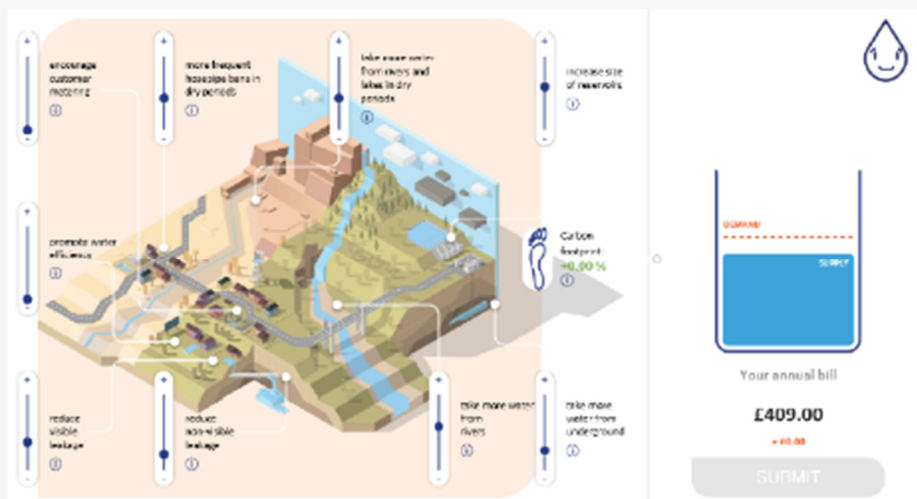 encourage
customer
metering
more frequent
hosepipe bans in
dry periods
take more water
from rivers and
lakes in dry
periods
increase size
of reservoirs
promote water
efficiency
Carbon
footprint:
+0.00 %
reduce
visible
leakage
reduce
non-visible
leakage
take more water
from
rivers
take more
water from
underground
DEMAND
SUPPLY
Your annual bill
£409.00
+ £0.00
SUBMIT